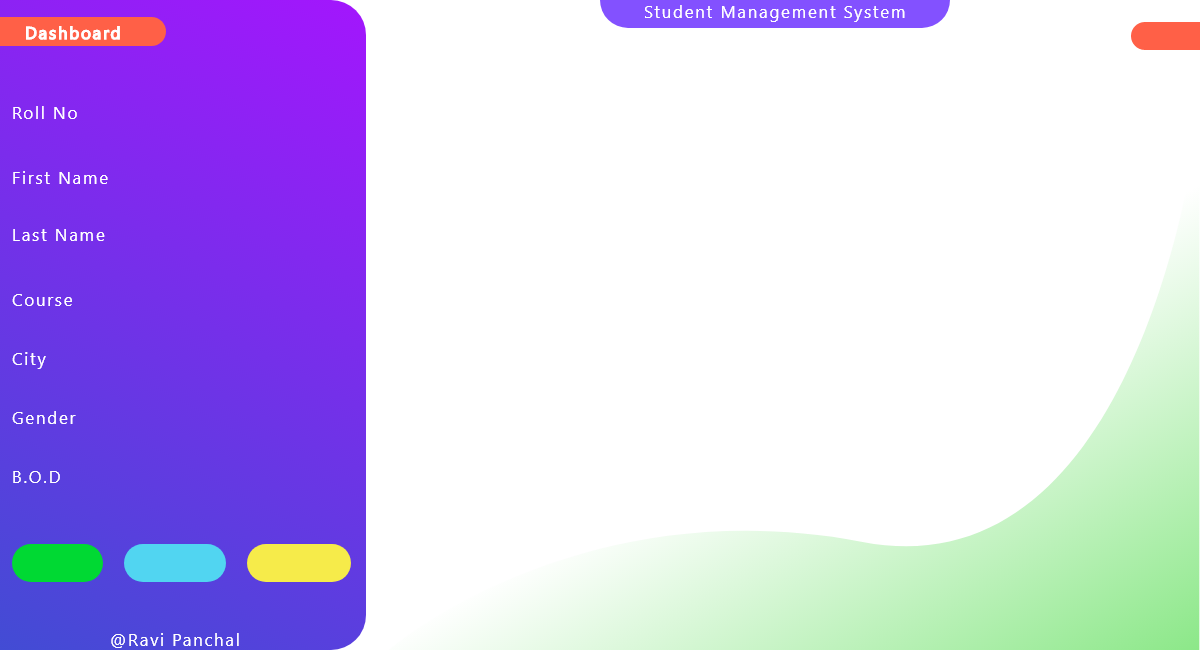 Student Management System
Dashboard
Roll No
First Name
Last Name
Course
City
Gender
B.O.D
@Ravi Panchal